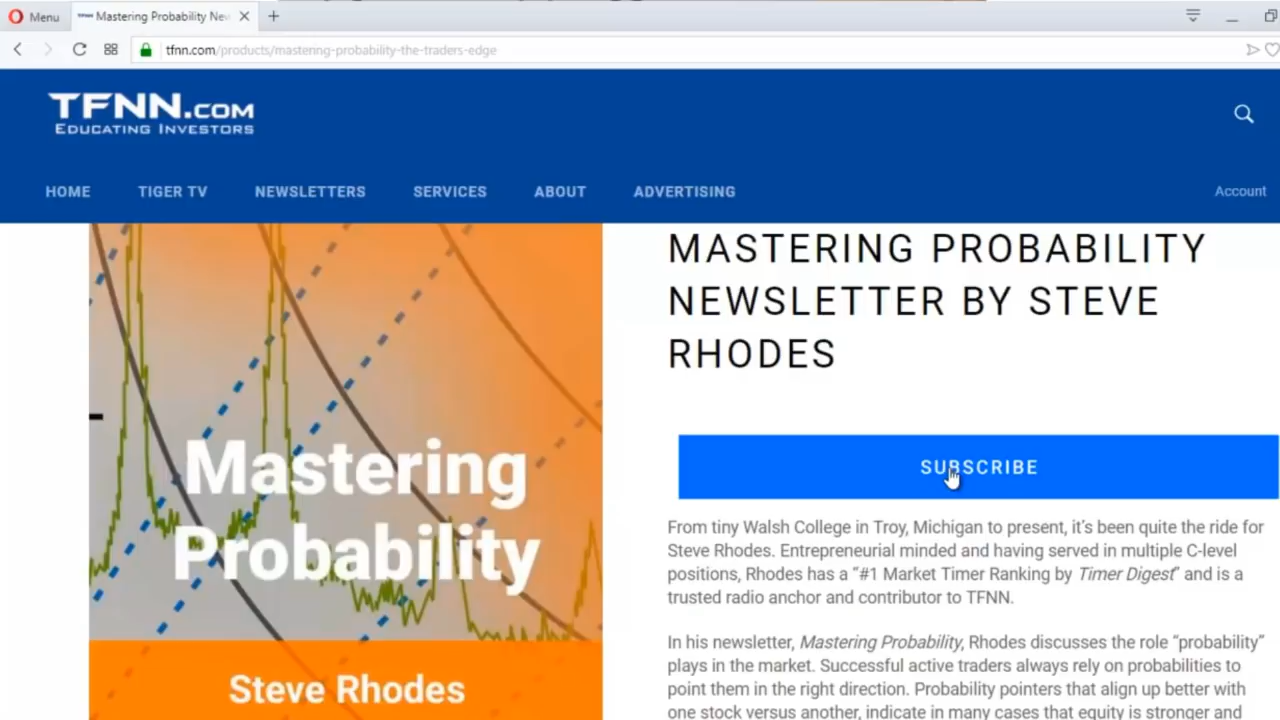 Menu
Mastering Probability New
tfnn.com/products/mastering-probability-the-traders-edge
TFNN.COM
EDUCATING INVESTORS
HOME TIGER TV NEWSLETTERS SERVICES ABOUT ADVERTISING
Account
Mastering
Probability
Steve Rhodes
MASTERING PROBABILITY
NEWSLETTER BY STEVE
RHODES
SUBSCRIBE
From tiny Walsh College in Troy, Michigan to present, it’s been quite the ride for
Steve Rhodes. Entrepreneurial minded and having served in multiple C-level
positions, Rhodes has a “#1 Market Timer Ranking by Timer Digest” and is a
trusted radio anchor and contributor to TFNN.
In his newsletter, Mastering Probability, Rhodes discusses the role “probability”
plays in the market. Successful active traders always rely on probabilities to
point them in the right direction. Probability pointers that align up better with
one stock versus another, indicate in many cases that equity is stronger and